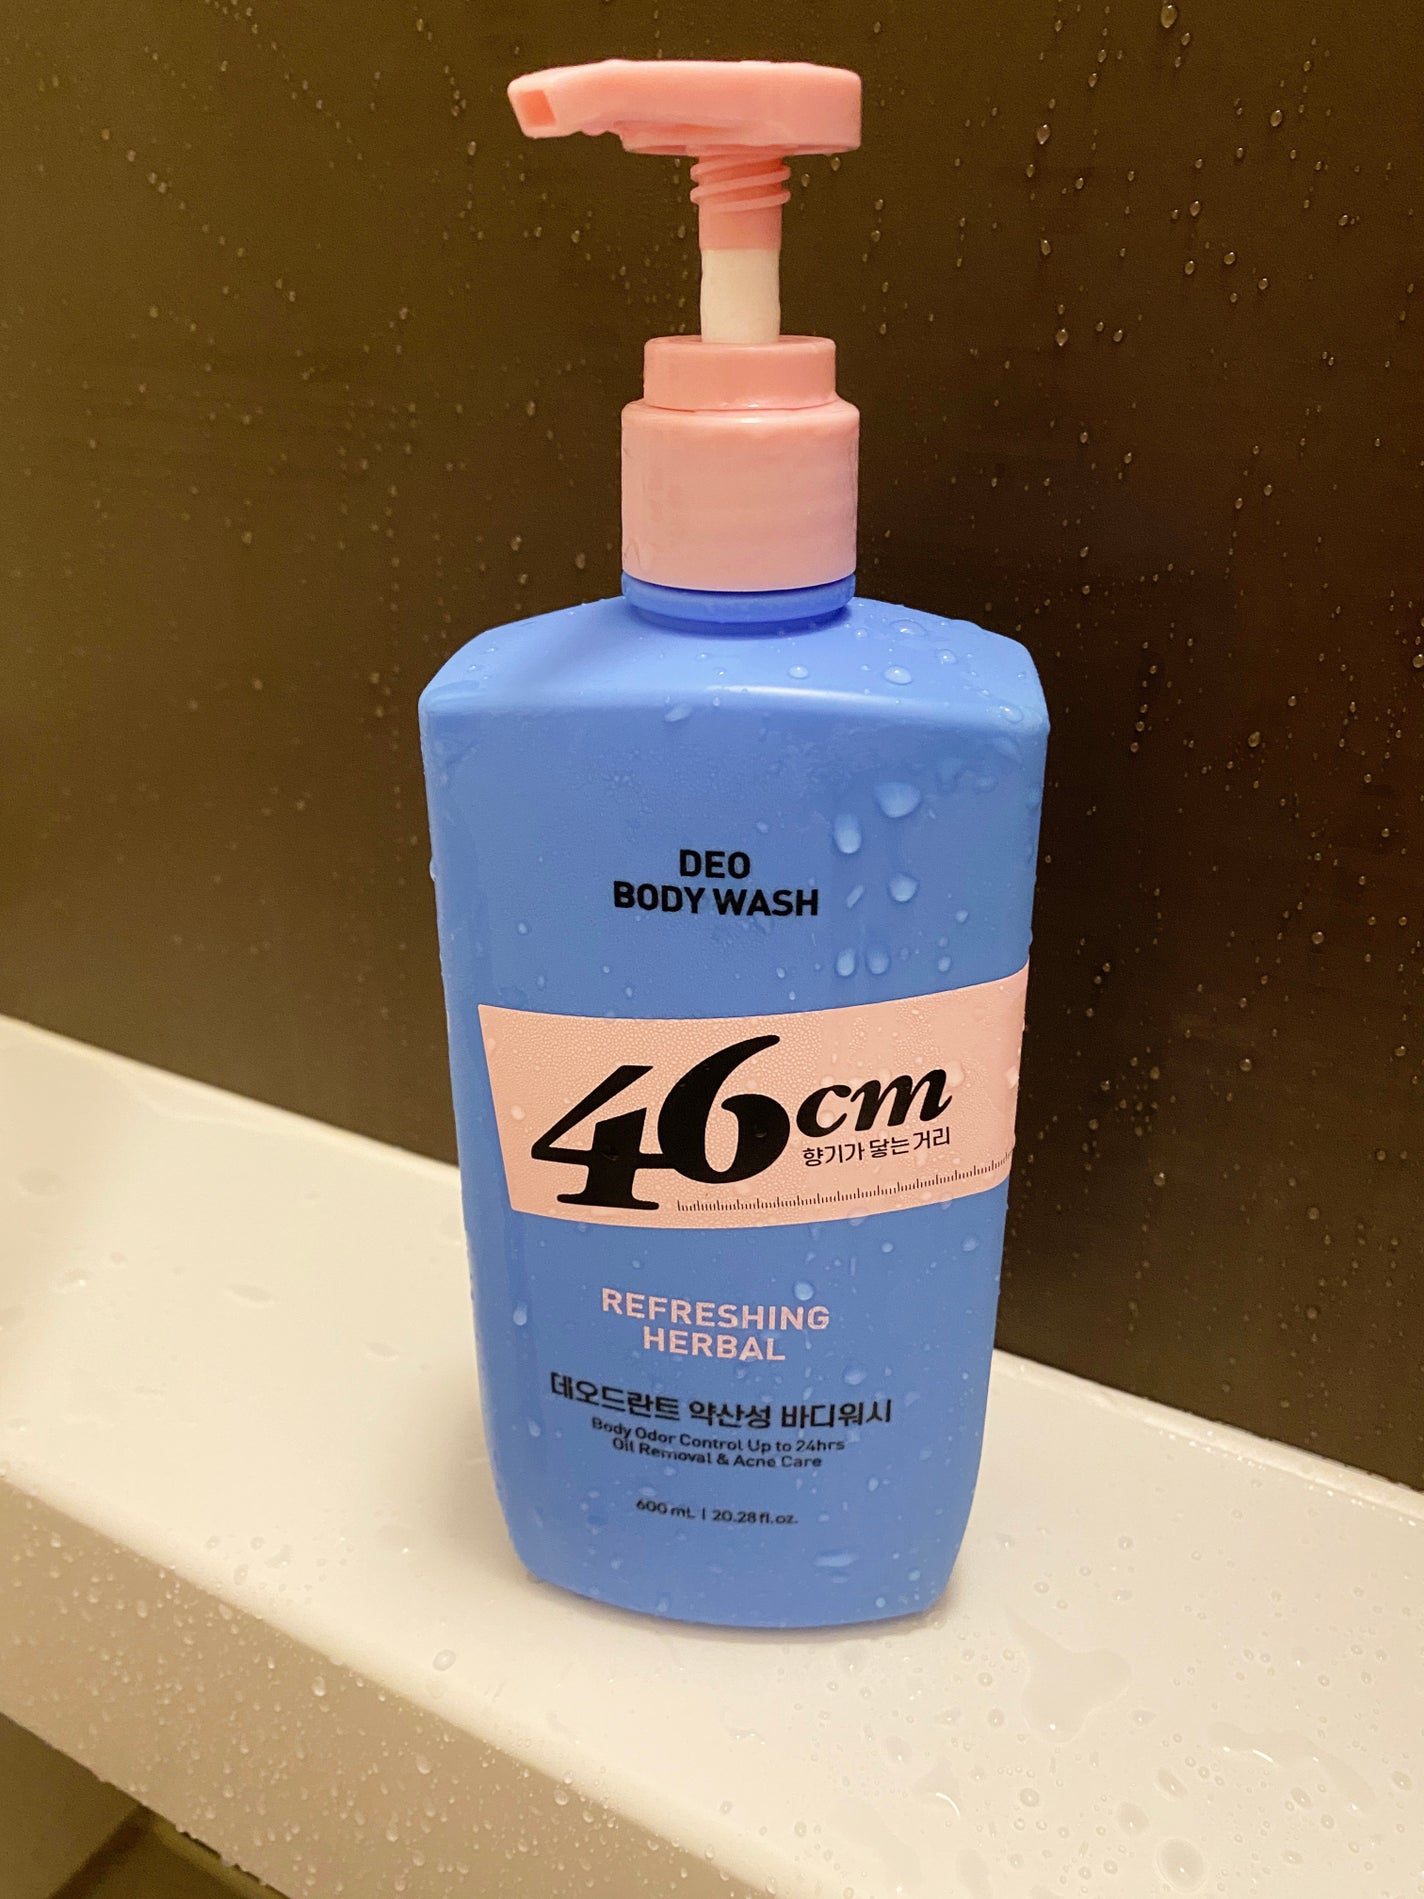 DEO
BODY WASH
46cm
향기가 닿는 거리
REFRESHING
HERBAL
데오드란트 약산성 바디워시
Body Odor Control Up to 24hrs
Oil Removal & Acne Care
600 mL | 20.28 fl.oz.